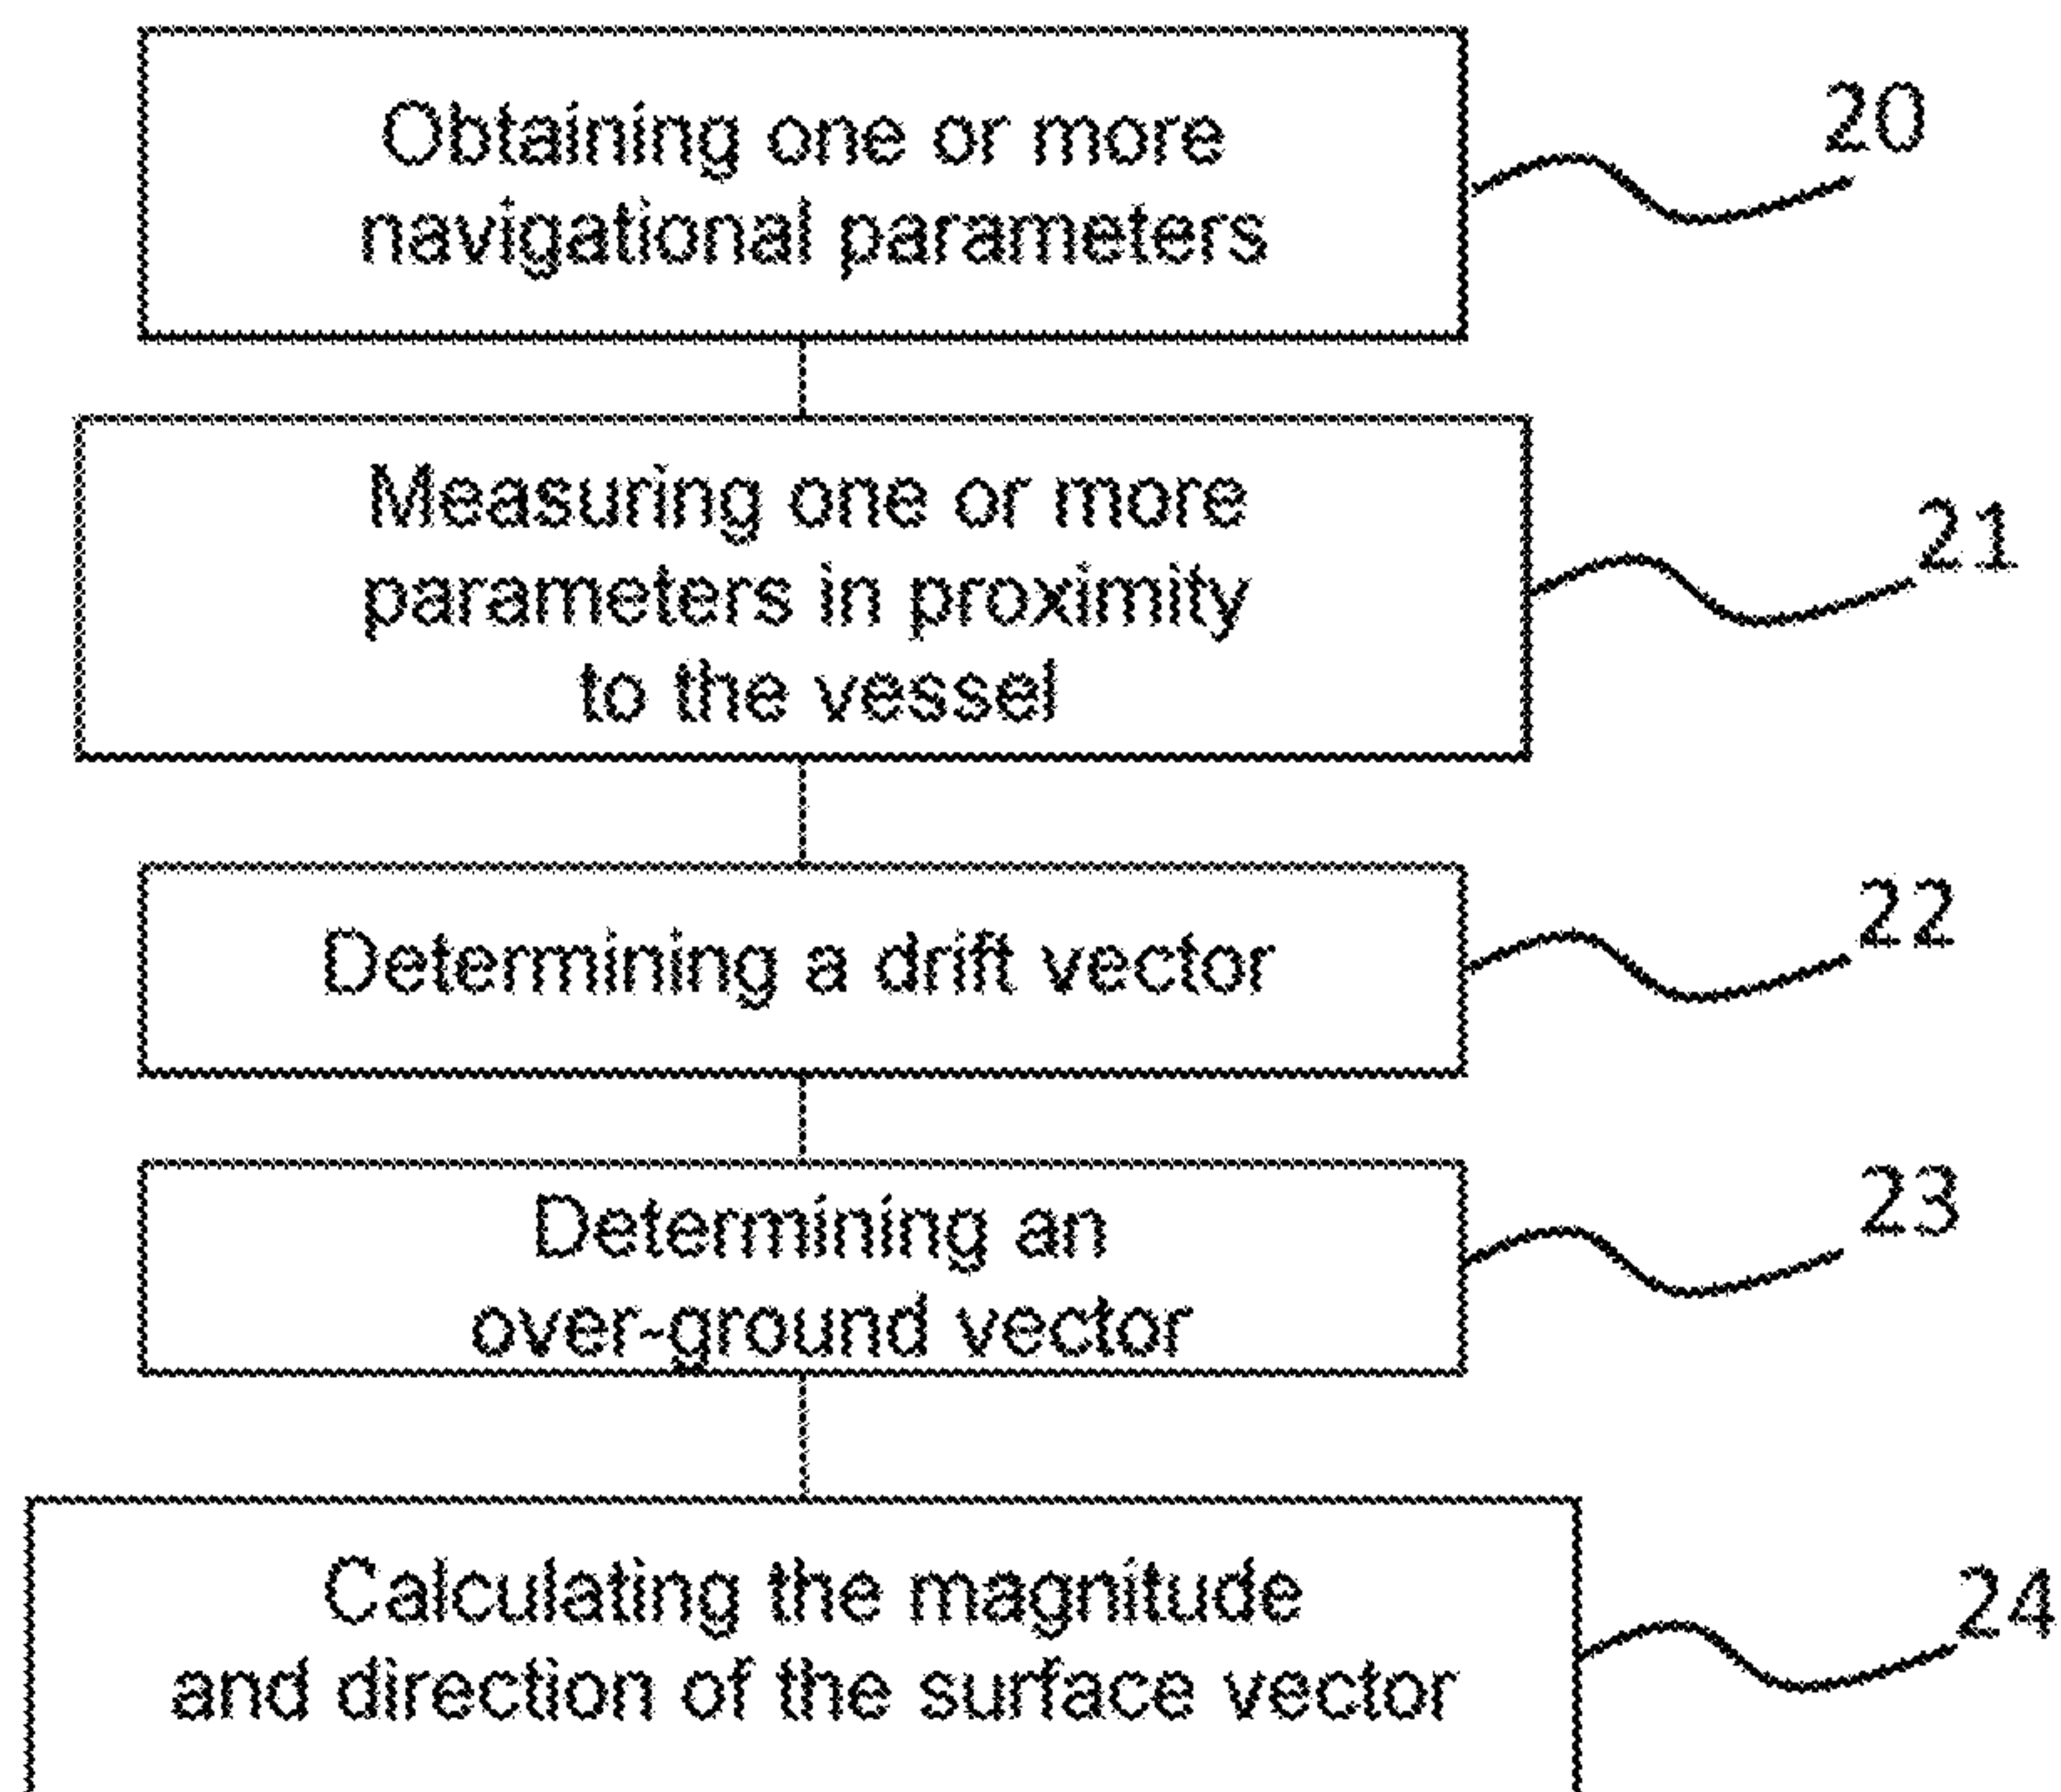 Obtaining one or more
navigational parameters
20
Measuring one or more
parameters in proximity
to the vessel
21
Determining a drift vector
22
Determining an
over-ground vector
23
Calculating the magnitude
and direction of the surface vector
24